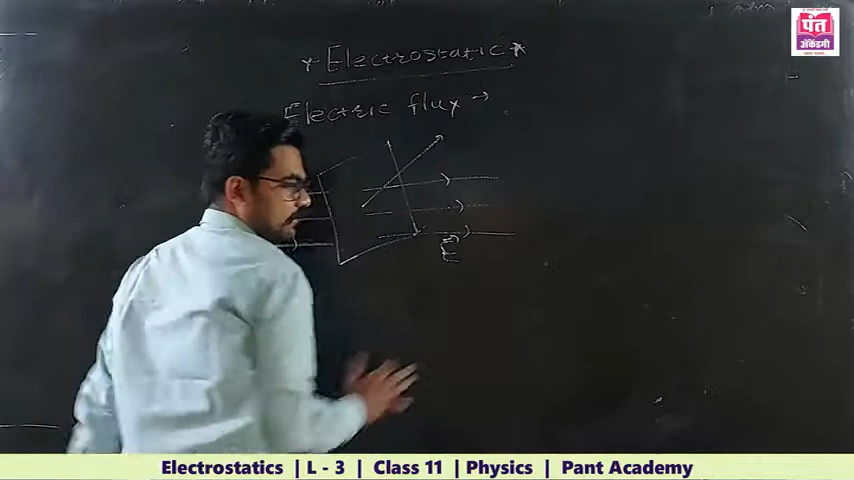 पंत
अ‍ॅकॅडमी
* Electrostatic *
Electric flux →
E
Electrostatics | L - 3 | Class 11 | Physics | Pant Academy